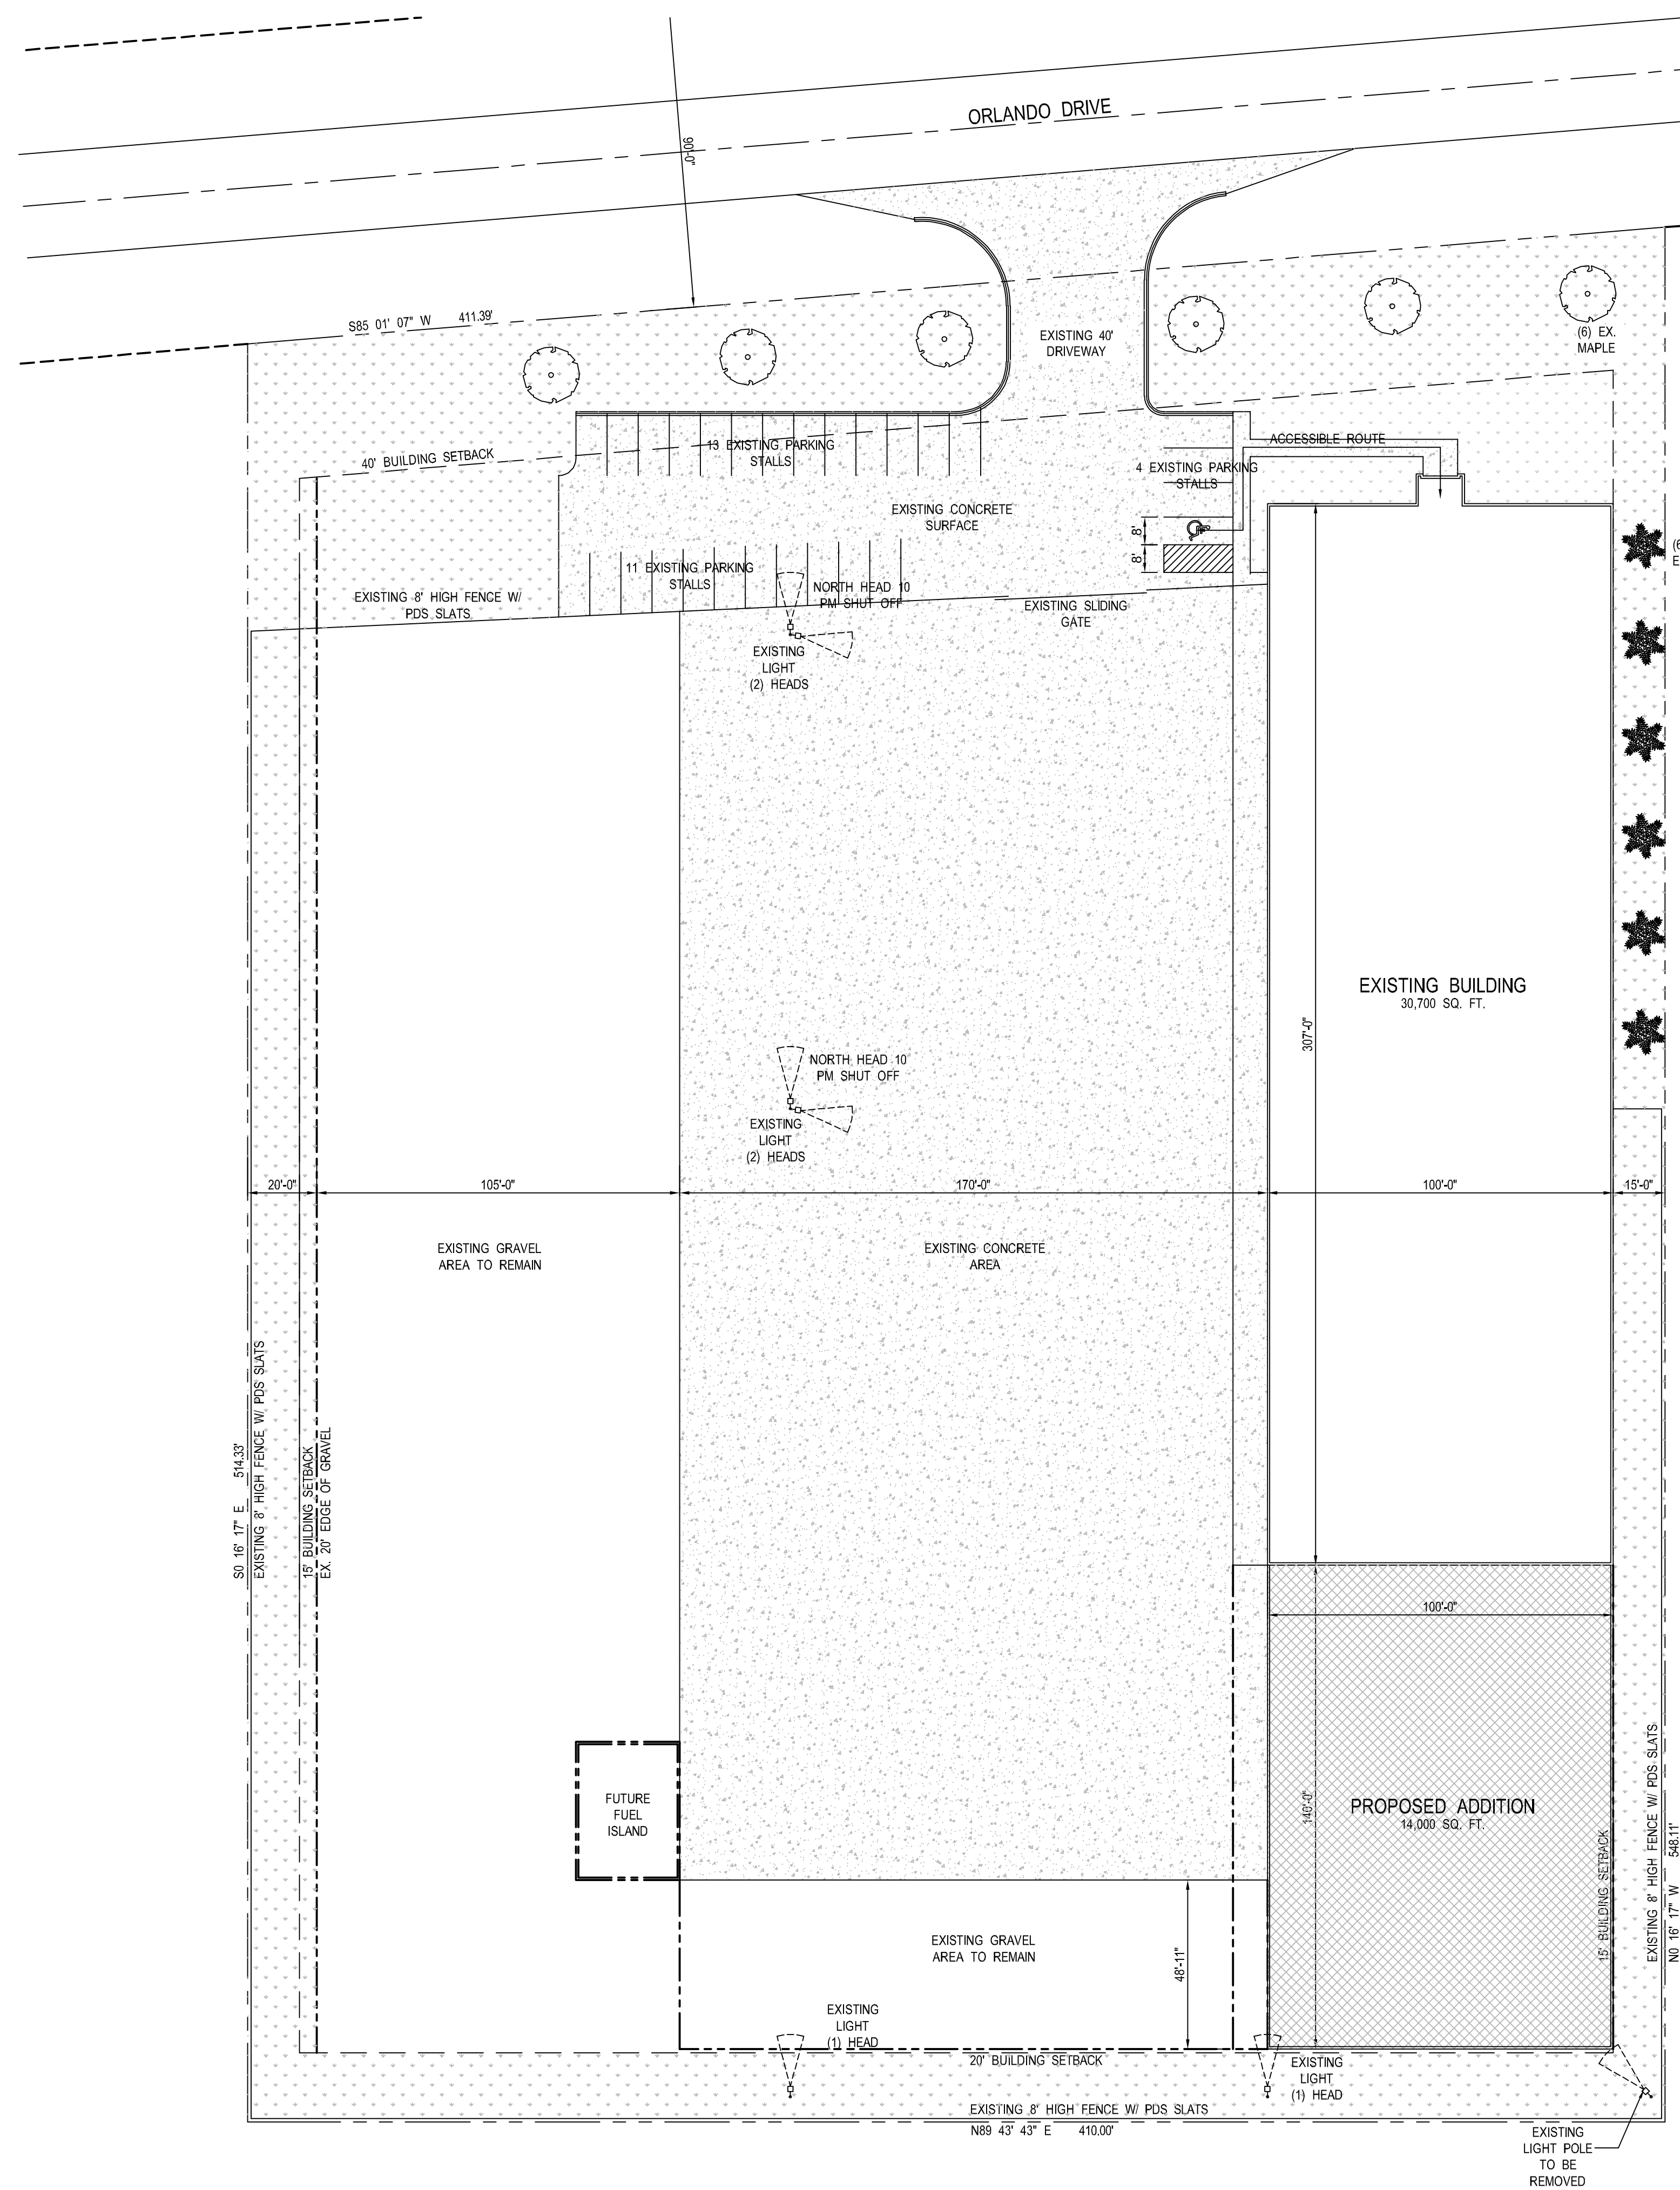 ORLANDO DRIVE
90'-0"
S85 01' 07" W 411.39'
EXISTING 40'
DRIVEWAY
(6) EX.
MAPLE
40' BUILDING SETBACK
13 EXISTING PARKING
STALLS
ACCESSIBLE ROUTE
4 EXISTING PARKING
STALLS
EXISTING CONCRETE
SURFACE
8'
8'
(6
E
11 EXISTING PARKING
STALLS
EXISTING 8' HIGH FENCE W/
PDS SLATS
NORTH HEAD 10
PM SHUT OFF
EXISTING SLIDING
GATE
EXISTING
LIGHT
(2) HEADS
EXISTING BUILDING
30,700 SQ. FT.
307'-0"
NORTH HEAD 10
PM SHUT OFF
EXISTING
LIGHT
(2) HEADS
20'-0"
105'-0"
170'-0"
100'-0"
15'-0"
EXISTING GRAVEL
AREA TO REMAIN
EXISTING CONCRETE
AREA
S0 16' 17" E 514.33'
EXISTING 8' HIGH FENCE W/ PDS SLATS
15' BUILDING SETBACK
EX. 20' EDGE OF GRAVEL
100'-0"
140'-0"
PROPOSED ADDITION
14,000 SQ. FT.
15' BUILDING SETBACK
EXISTING 8' HIGH FENCE W/ PDS SLATS
N0 16' 17" W 548.11'
FUTURE
FUEL
ISLAND
EXISTING GRAVEL
AREA TO REMAIN
48'-11"
EXISTING
LIGHT
(1) HEAD
20' BUILDING SETBACK
EXISTING
LIGHT
(1) HEAD
EXISTING 8' HIGH FENCE W/ PDS SLATS
N89 43' 43" E 410.00'
EXISTING
LIGHT POLE
TO BE
REMOVED